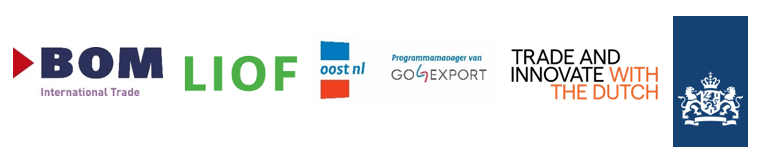 BOM
International Trade
LIOF
oost nl
Programmamanager van
GO4EXPORT
TRADE AND
INNOVATE WITH
THE DUTCH